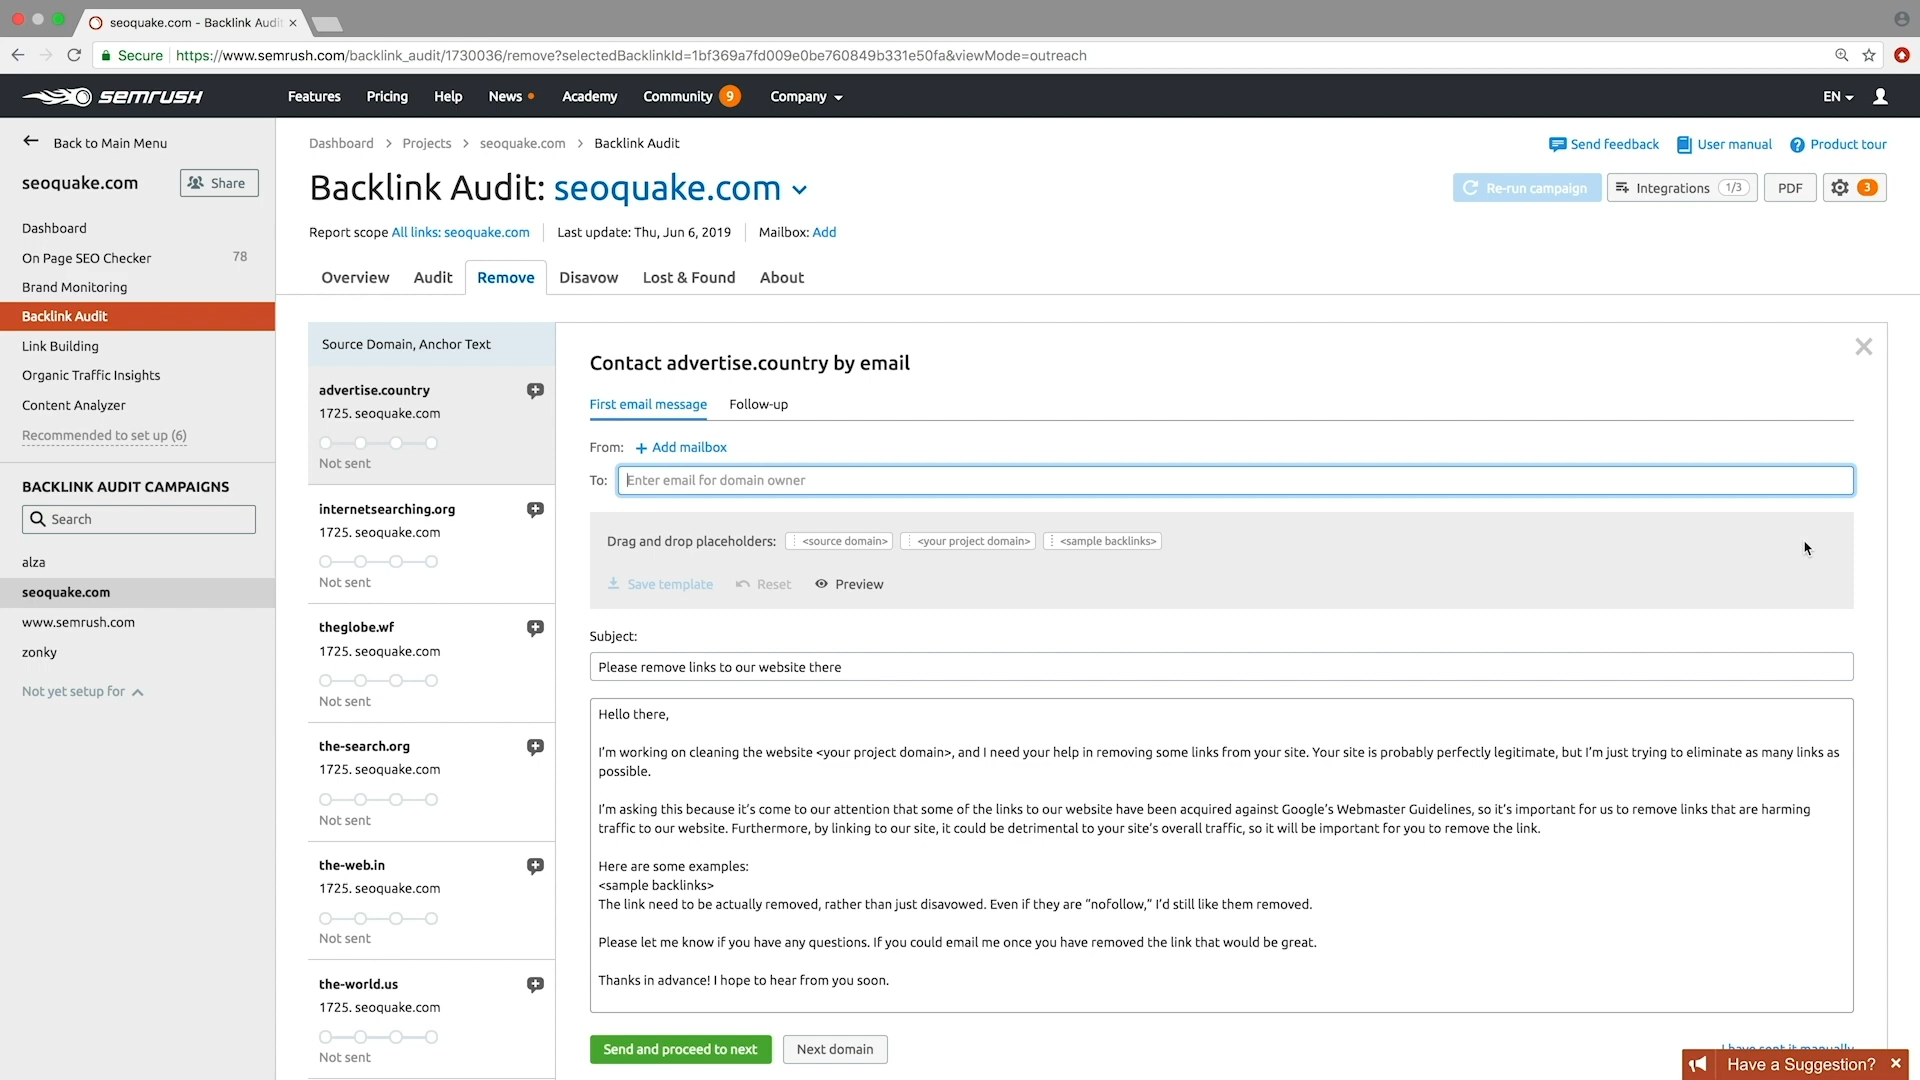 seoquake.com - Backlink Audi
Secure
https://www.semrush.com/backlink_audit/1730036/remove?selectedBacklinkId=1bf369a7fd009e0be760849b331e50fa&viewMode=outreach
SEMRUSH
Features
Pricing
Help
News
Academy
Community 9
Company
EN
Back to Main Menu
seoquake.com
Share
Dashboard
On Page SEO Checker 78
Brand Monitoring
Backlink Audit
Link Building
Organic Traffic Insights
Content Analyzer
Recommended to set up (6)
BACKLINK AUDIT CAMPAIGNS
Search
alza
seoquake.com
www.semrush.com
zonky
Not yet setup for
Dashboard > Projects > seoquake.com > Backlink Audit
Send feedback
User manual
Product tour
Backlink Audit: seoquake.com
Re-run campaign
Integrations 1/3
PDF
3
Report scope All links: seoquake.com
Last update: Thu, Jun 6, 2019
Mailbox: Add
Overview
Audit
Remove
Disavow
Lost & Found
About
Source Domain, Anchor Text
advertise.country
1725. seoquake.com
Not sent
internetsearching.org
1725. seoquake.com
Not sent
theglobe.wf
1725. seoquake.com
Not sent
the-search.org
1725. seoquake.com
Not sent
the-web.in
1725. seoquake.com
Not sent
the-world.us
1725. seoquake.com
Not sent
Contact advertise.country by email
First email message
Follow-up
From: + Add mailbox
To: Enter email for domain owner
Drag and drop placeholders: <source domain> <your project domain> <sample backlinks>
Save template
Reset
Preview
Subject:
Please remove links to our website there
Hello there,
I'm working on cleaning the website <your project domain>, and I need your help in removing some links from your site. Your site is probably perfectly legitimate, but I'm just trying to eliminate as many links as
possible.
I'm asking this because it's come to our attention that some of the links to our website have been acquired against Google's Webmaster Guidelines, so it's important for us to remove links that are harming
traffic to our website. Furthermore, by linking to our site, it could be detrimental to your site's overall traffic, so it will be important for you to remove the link.
Here are some examples:
<sample backlinks>
The link need to be actually removed, rather than just disavowed. Even if they are "nofollow," I'd still like them removed.
Please let me know if you have any questions. If you could email me once you have removed the link that would be great.
Thanks in advance! I hope to hear from you soon.
Send and proceed to next
Next domain
I have sent it manually
Have a Suggestion?